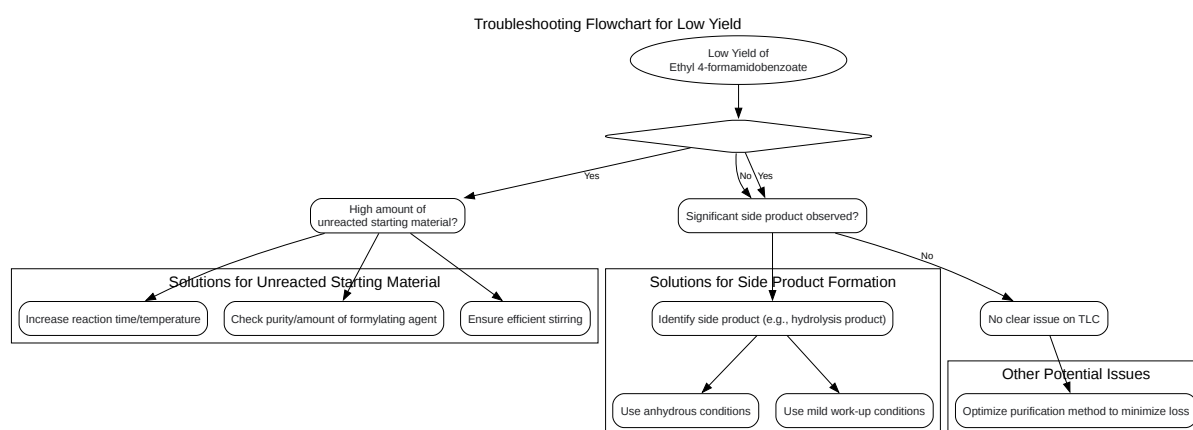 Troubleshooting Flowchart for Low Yield
Low Yield of
Ethyl 4-formamidobenzoate
Yes
No
Yes
High amount of
unreacted starting material?
Significant side product observed?
No
Solutions for Unreacted Starting Material
Solutions for Side Product Formation
Increase reaction time/temperature
Check purity/amount of formylating agent
Ensure efficient stirring
Identify side product (e.g., hydrolysis product)
No clear issue on TLC
Other Potential Issues
Use anhydrous conditions
Use mild work-up conditions
Optimize purification method to minimize loss